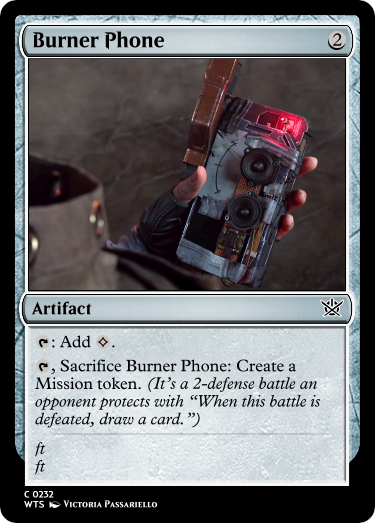 Burner Phone 2
Artifact
: Add .
, Sacrifice Burner Phone: Create a
Mission token. (It's a 2-defense battle an
opponent protects with “When this battle is
defeated, draw a card.”)
ft
ft
C 0232
WTS Victoria Passariello